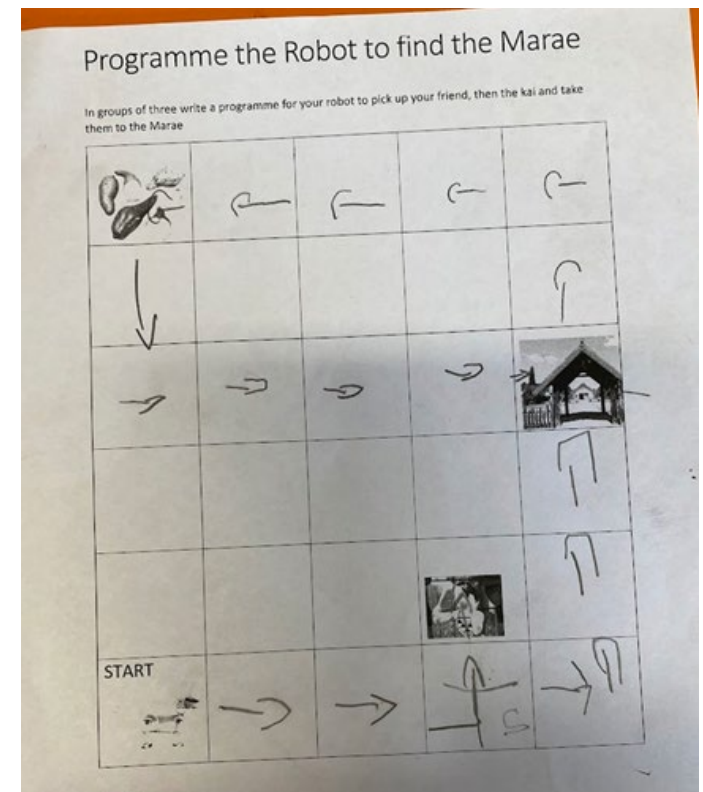 Programme the Robot to find the Marae
In groups of three write a programme for your robot to pick up your friend, then the kai and take
them to the Marae
START